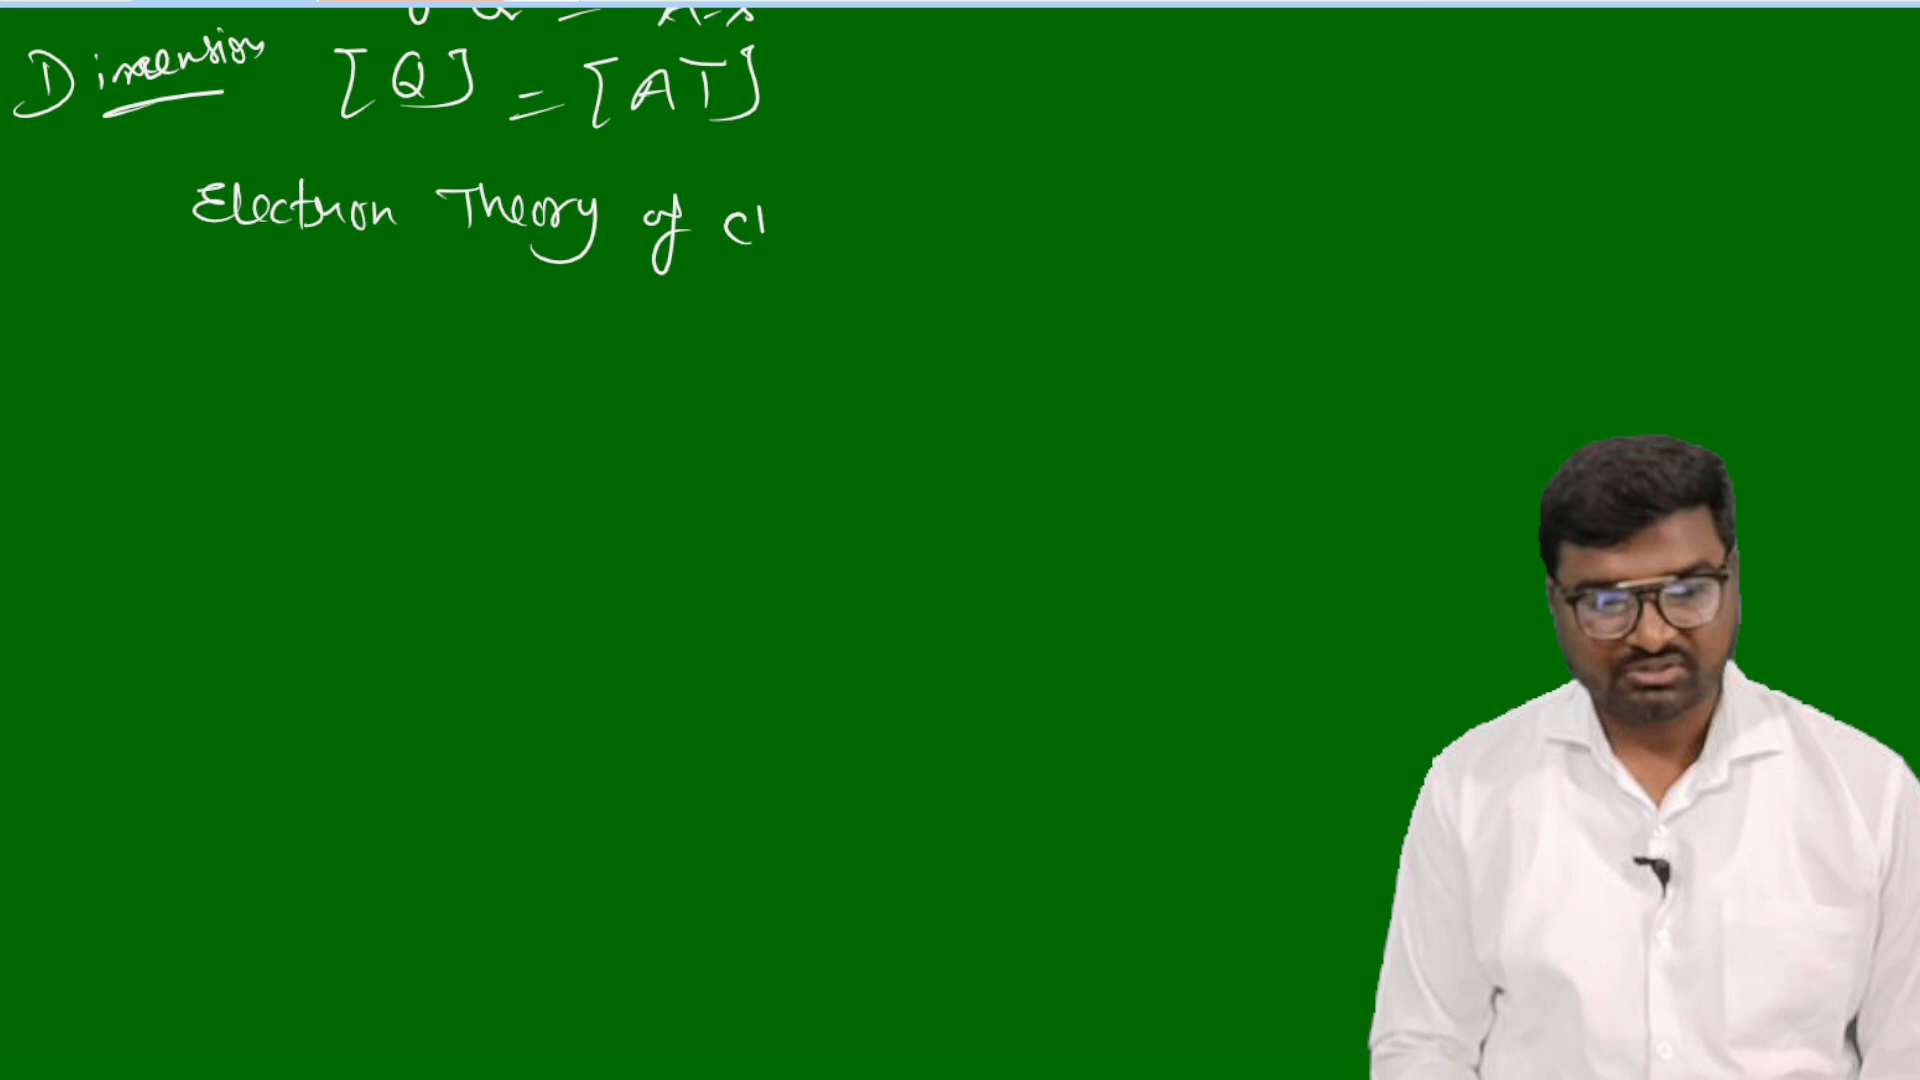 Dimension [Q] = [AT]
Electron Theory of